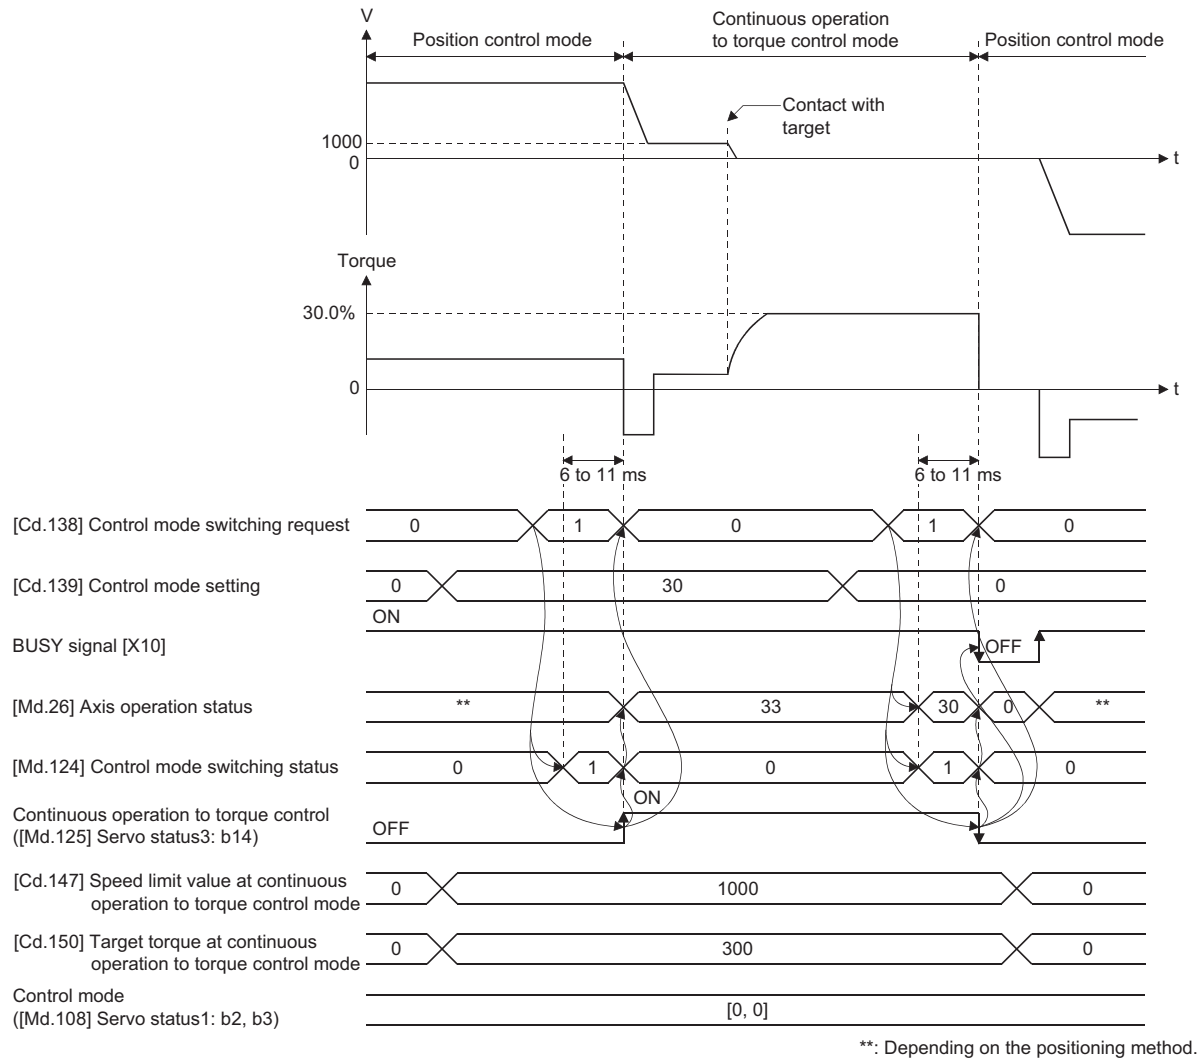 V
Position control mode
Continuous operation
to torque control mode
Position control mode
Contact with
target
1000
0
t
Torque
30.0%
0
t
6 to 11 ms
6 to 11 ms
[Cd.138] Control mode switching request
0
1
0
1
0
[Cd.139] Control mode setting
0
30
0
ON
BUSY signal [X10]
OFF
[Md.26] Axis operation status
**
33
30
0
**
[Md.124] Control mode switching status
0
1
0
1
0
ON
Continuous operation to torque control
([Md.125] Servo status3: b14)
OFF
[Cd.147] Speed limit value at continuous
operation to torque control mode
0
1000
0
[Cd.150] Target torque at continuous
operation to torque control mode
0
300
0
Control mode
([Md.108] Servo status1: b2, b3)
[0, 0]
**: Depending on the positioning method.